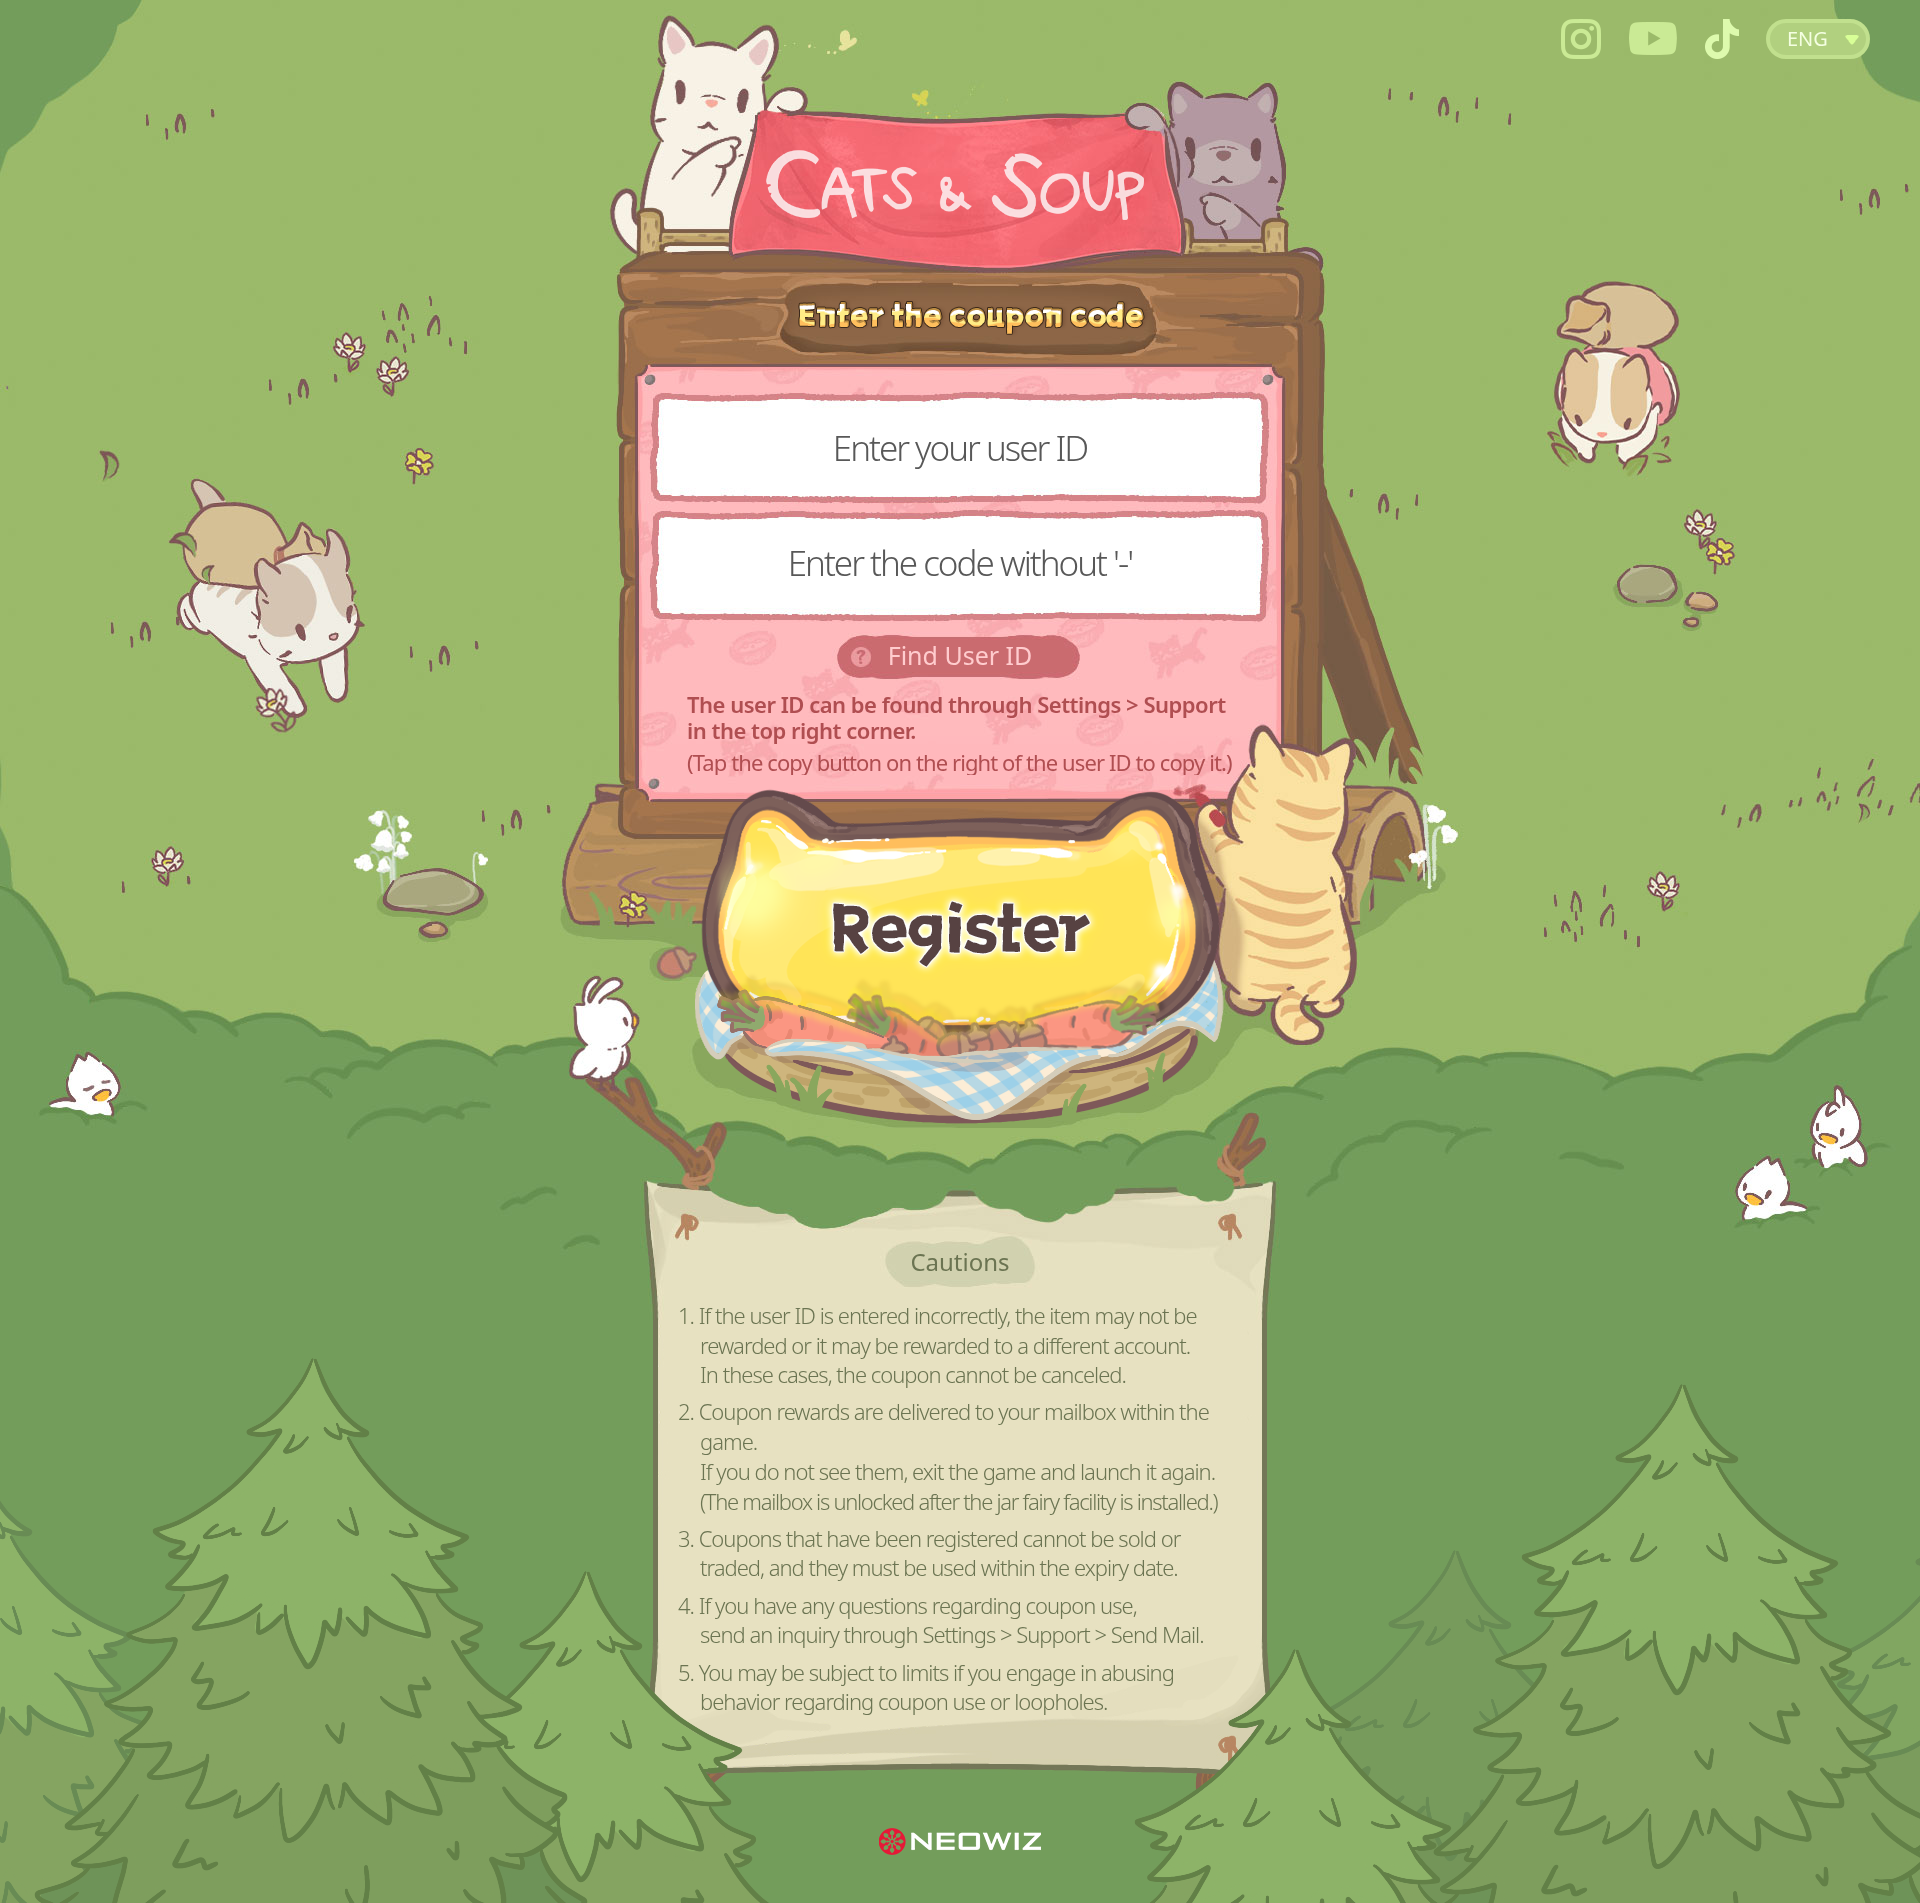 ENG
CATS & SOUP
Enter the coupon code
Enter your user ID
Enter the code without '-'
? Find User ID
The user ID can be found through Settings > Support
in the top right corner.
(Tap the copy button on the right of the user ID to copy it.)
Register
Cautions
1. If the user ID is entered incorrectly, the item may not be
rewarded or it may be rewarded to a different account.
In these cases, the coupon cannot be canceled.
2. Coupon rewards are delivered to your mailbox within the
game.
If you do not see them, exit the game and launch it again.
(The mailbox is unlocked after the jar fairy facility is installed.)
3. Coupons that have been registered cannot be sold or
traded, and they must be used within the expiry date.
4. If you have any questions regarding coupon use,
send an inquiry through Settings > Support > Send Mail.
5. You may be subject to limits if you engage in abusing
behavior regarding coupon use or loopholes.
NEOWIZ